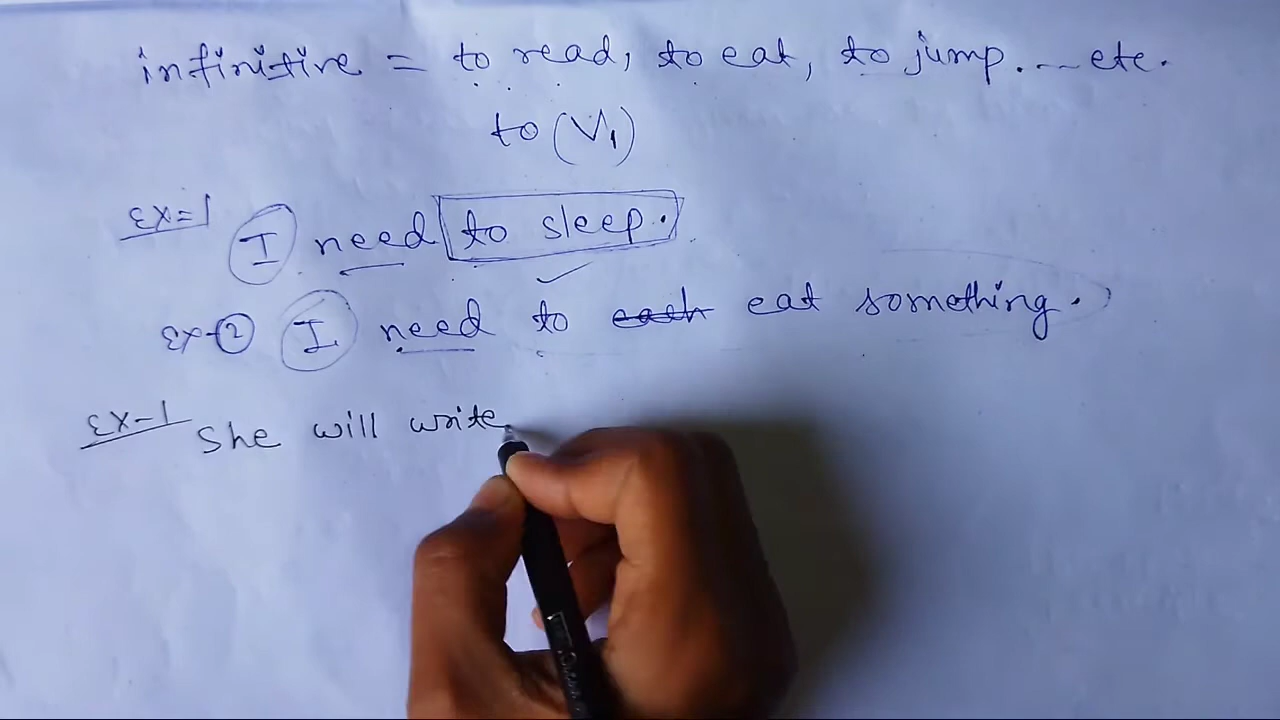 infinitive = to read, to eat, to jump....etc.
to (V1)
Ex=1 I need to sleep.
Ex-2 I need to each eat something.
Ex-1 She will write